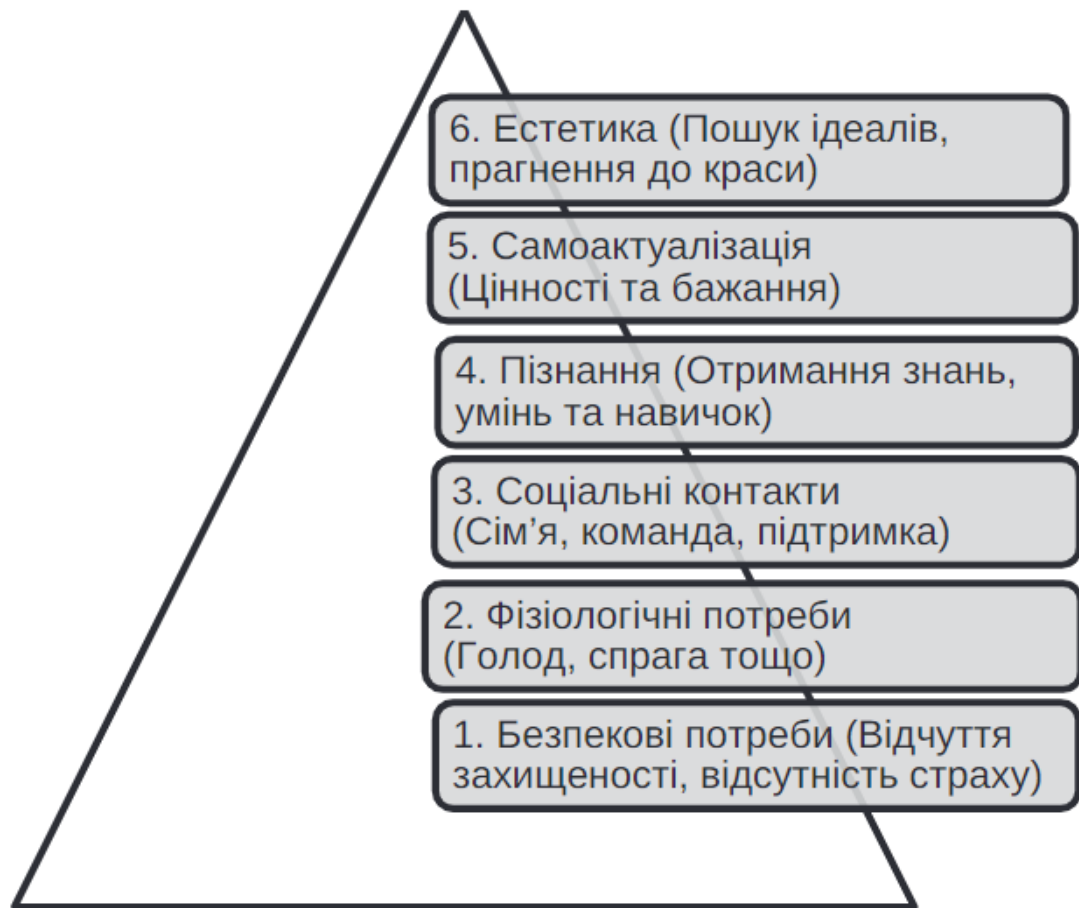 6. Естетика (Пошук ідеалів,
прагнення до краси)
5. Самоактуалізація
(Цінності та бажання)
4. Пізнання (Отримання знань,
умінь та навичок)
3. Соціальні контакти
(Сім’я, команда, підтримка)
2. Фізіологічні потреби
(Голод, спрага тощо)
1. Безпекові потреби (Відчуття
захищеності, відсутність страху)